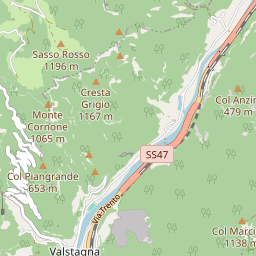 Sasso Rosso
1196 m
Cresta
Grigio
1167 m
Monte
Cornone
1065 m
Col Anzin
479 m
SS47
Col Piangrande
653 m
Via Trento
Col Marci
1138 m
Valstagna